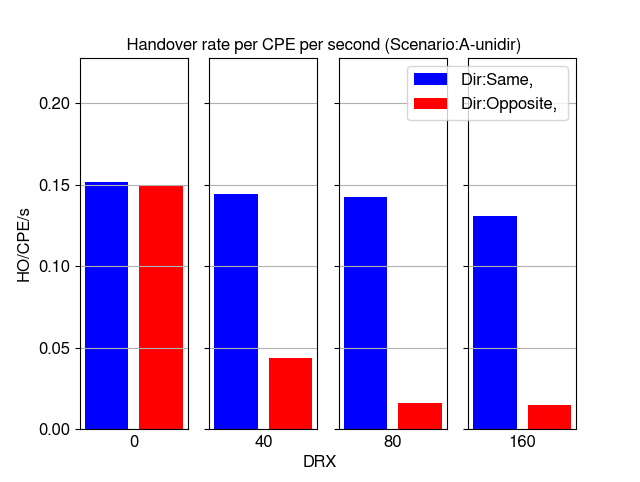 Handover rate per CPE per second (Scenario:A-unidir)
Dir:Same,
Dir:Opposite,
HO/CPE/s
0.20
0.15
0.10
0.05
0.00
0
40
80
160
DRX